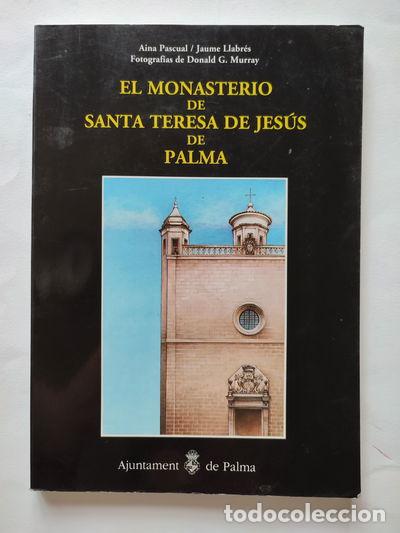 Aina Pascual / Jaume Llabrés
Fotografías de Donald G. Murray
EL MONASTERIO
DE
SANTA TERESA DE JESÚS
DE
PALMA
Ajuntament de Palma
todocoleccion.net